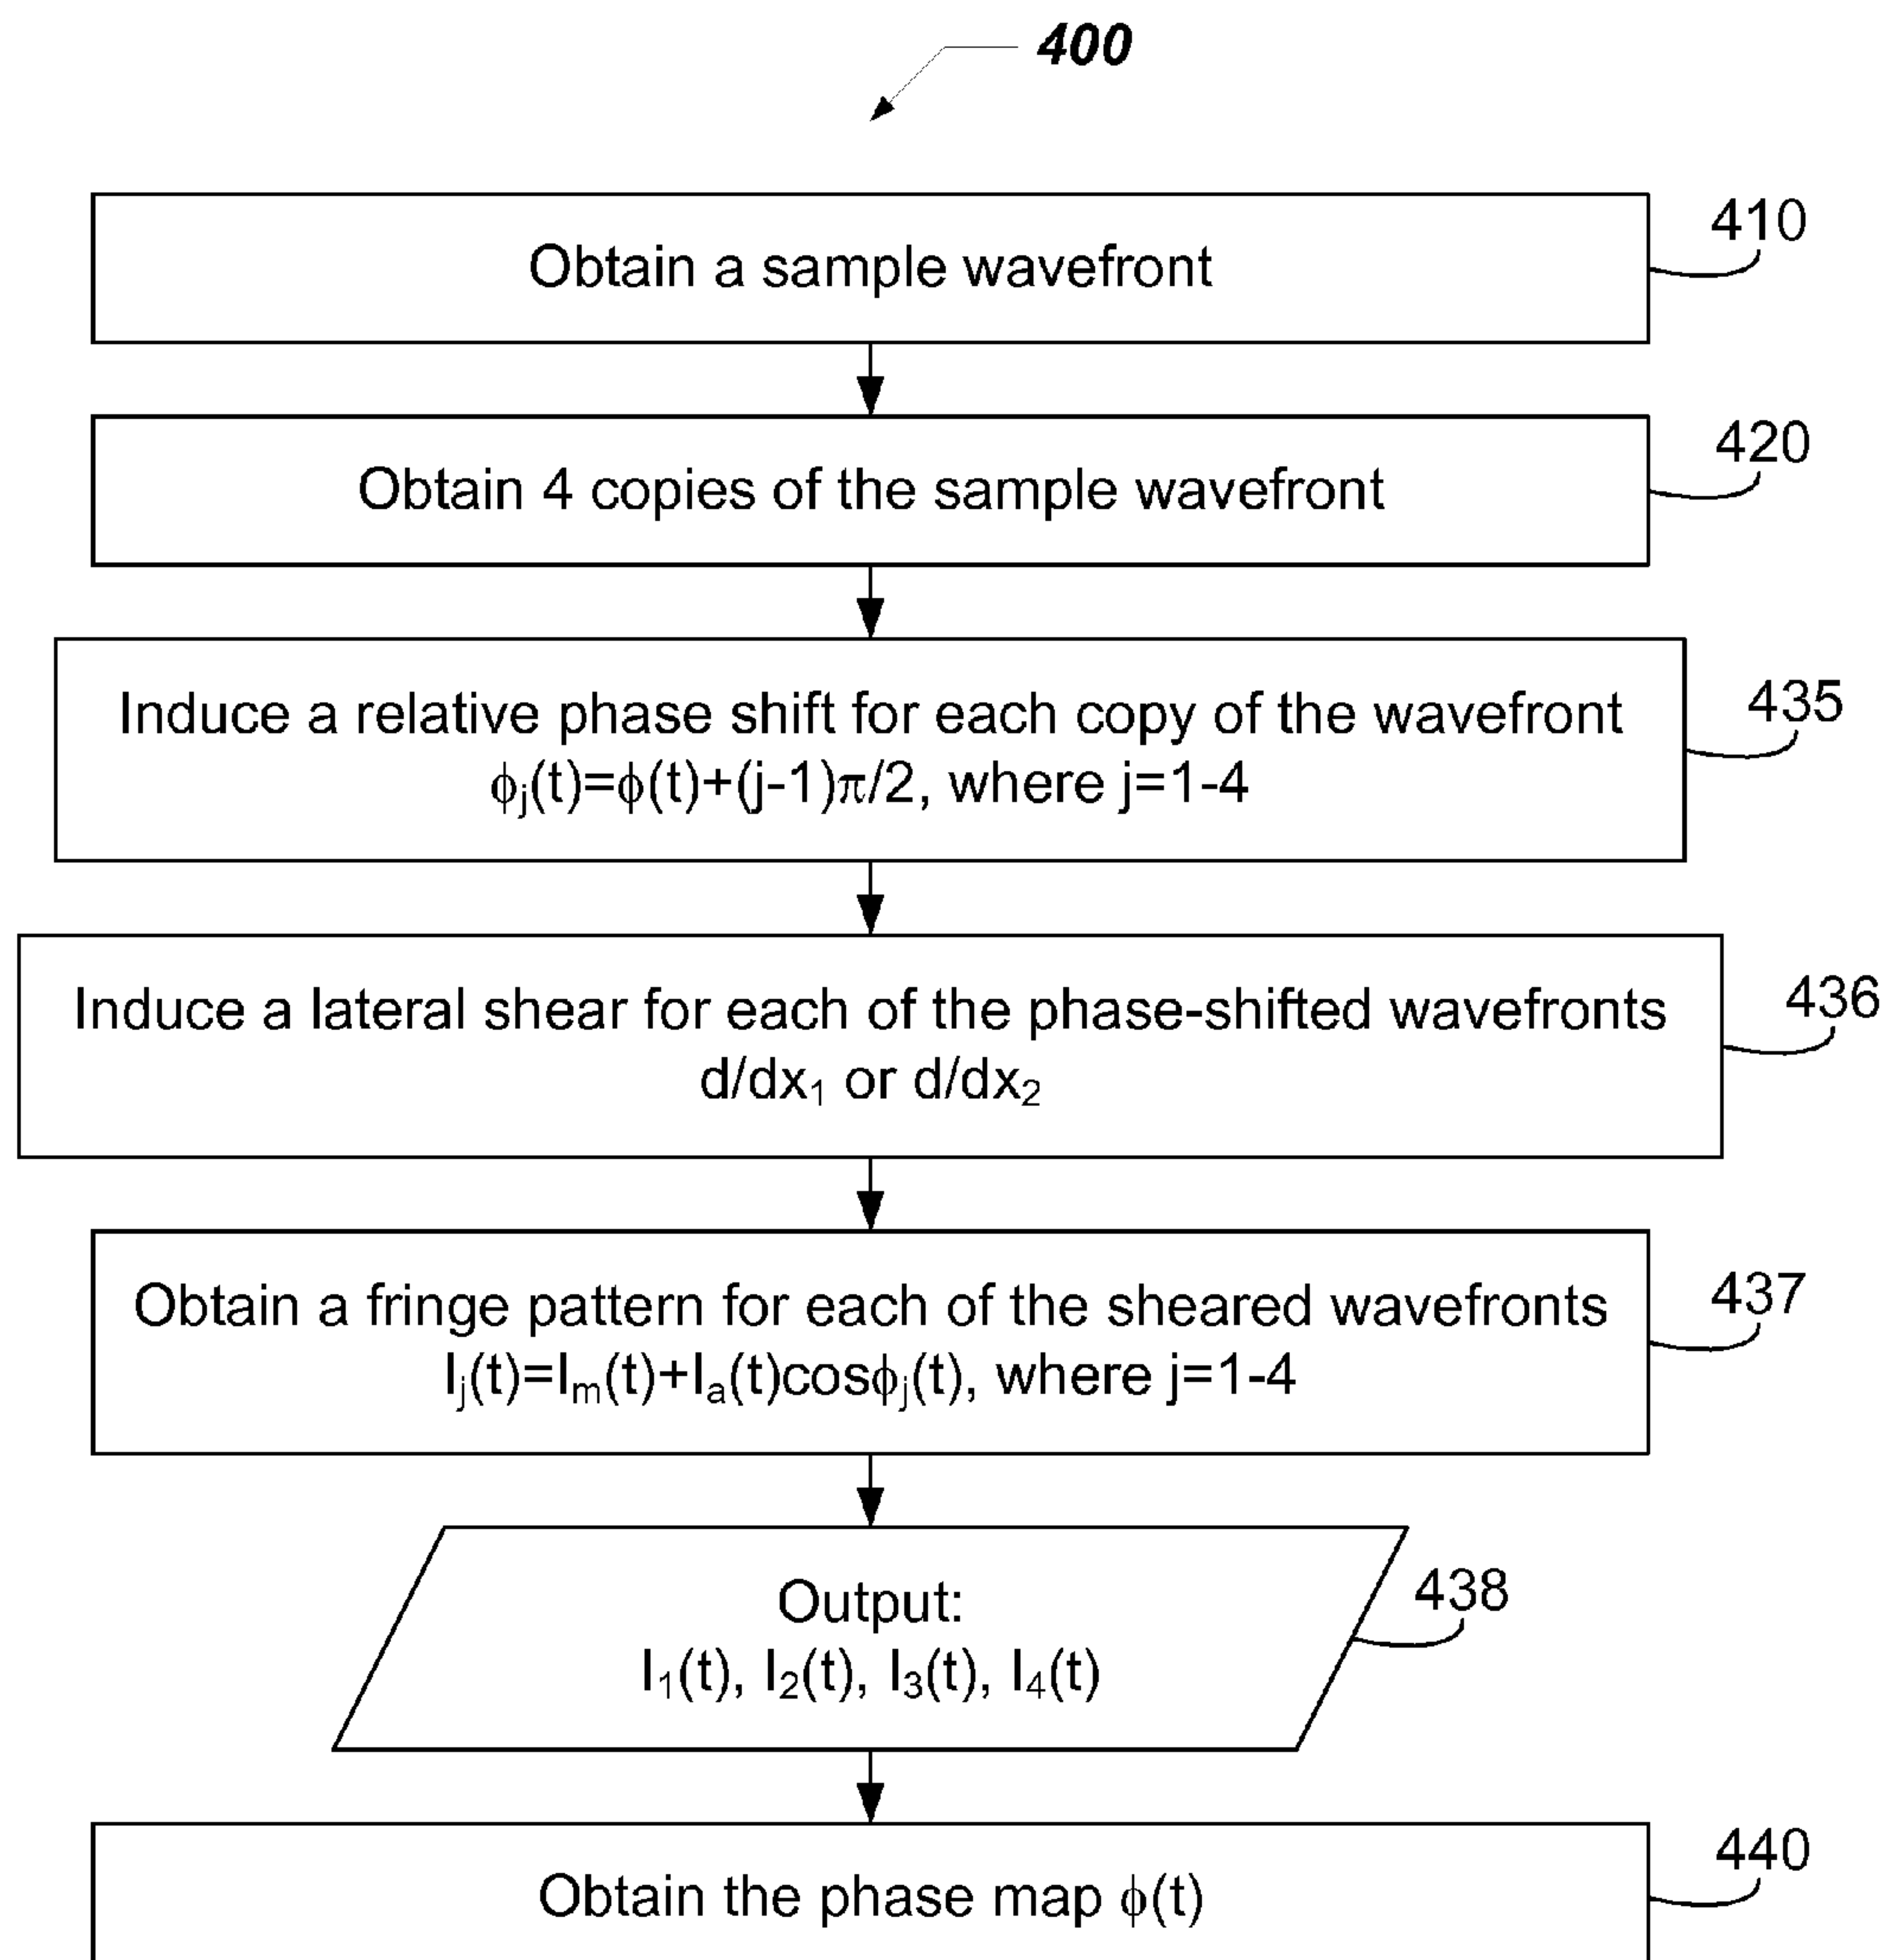 400
Obtain a sample wavefront
410
Obtain 4 copies of the sample wavefront
420
Induce a relative phase shift for each copy of the wavefront
ϕⱼ(t)=ϕ(t)+(j-1)π/2, where j=1-4
435
Induce a lateral shear for each of the phase-shifted wavefronts
d/dx₁ or d/dx₂
436
Obtain a fringe pattern for each of the sheared wavefronts
Iⱼ(t)=Iₘ(t)+Iₐ(t)cosϕⱼ(t), where j=1-4
437
Output:
I₁(t), I₂(t), I₃(t), I₄(t)
438
Obtain the phase map ϕ(t)
440